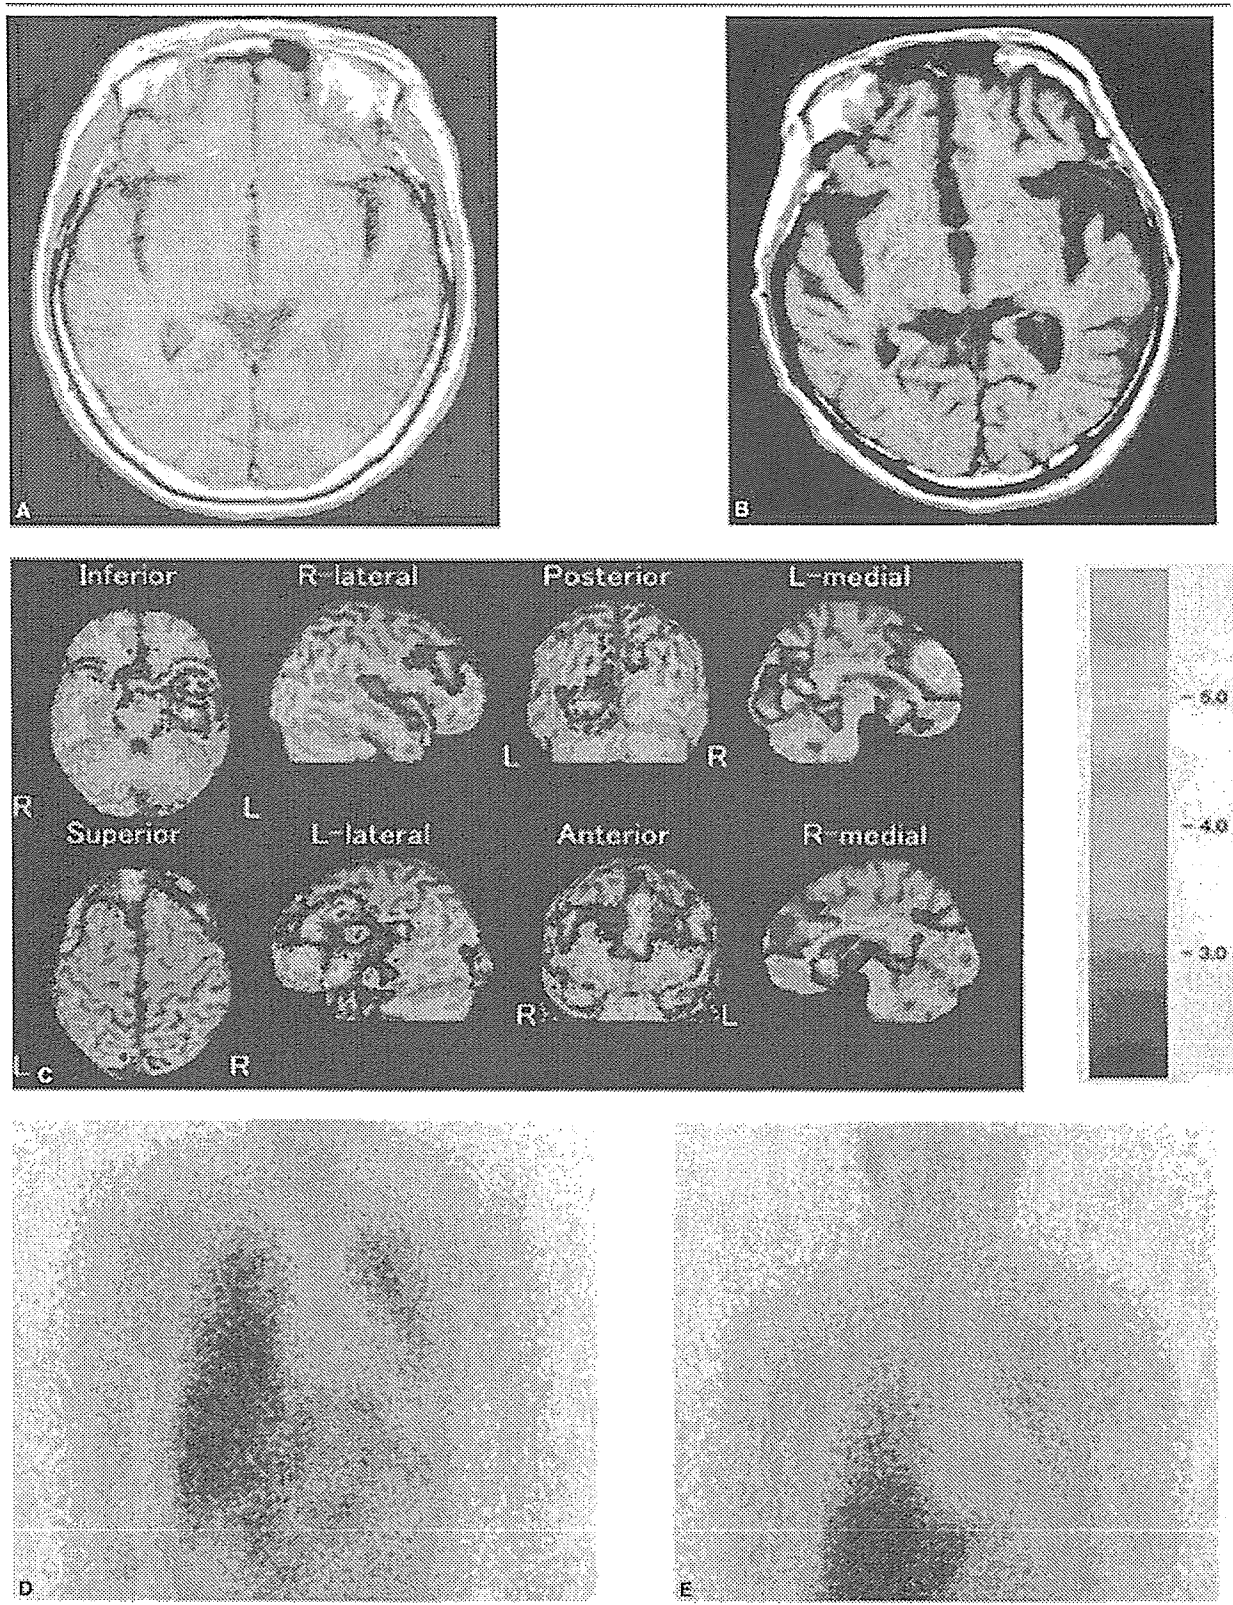 A
B
Inferior R-lateral Posterior L-medial
- 5.0
L R
R L
- 4.0
Superior L-lateral Anterior R-medial
- 3.0
R L
L C R
D
E